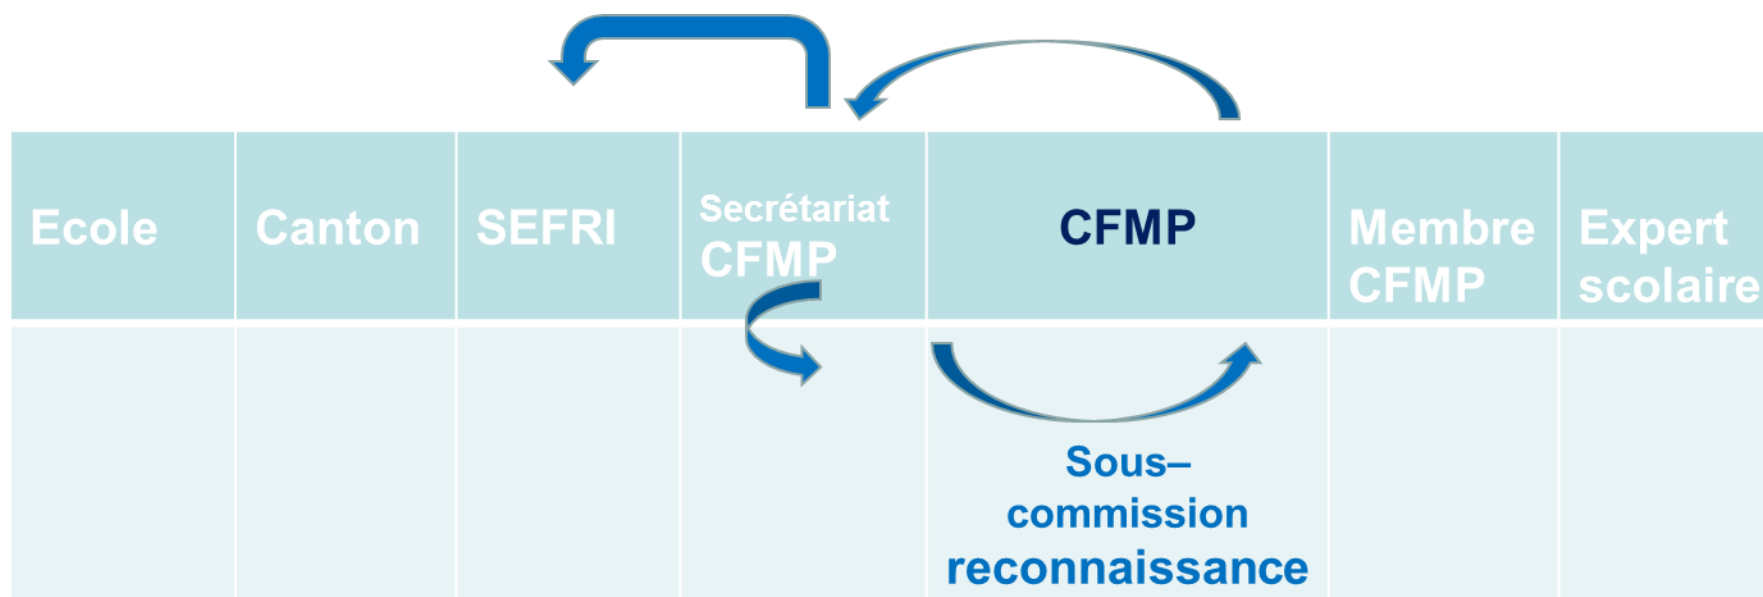 Ecole
Canton
SEFRI
Secrétariat
CFMP
CFMP
Membre
CFMP
Expert
scolaire
Sous–
commission
reconnaissance